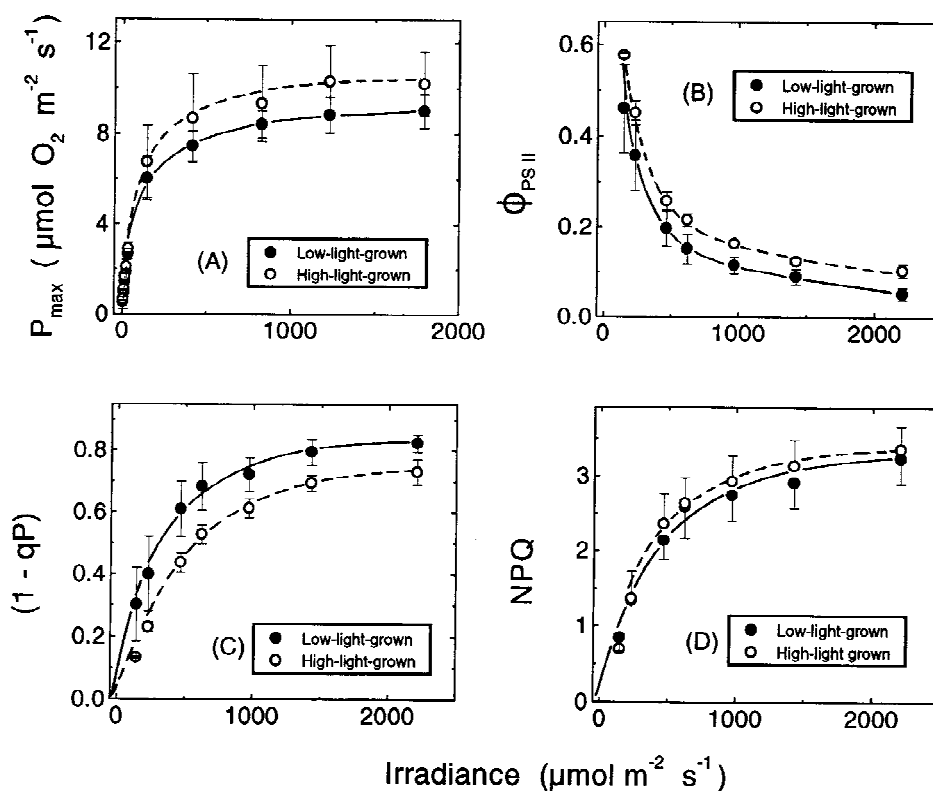 P_max ( µmol O₂ m⁻² s⁻¹ )
12
8
4
0
(A)
Low-light-grown
High-light-grown
0 1000 2000
ϕ_PS II
0.6
0.4
0.2
0.0
(B)
Low-light-grown
High-light-grown
0 1000 2000
(1 - qP)
0.8
0.6
0.4
0.2
0.0
(C)
Low-light-grown
High-light-grown
0 1000 2000
NPQ
3
2
1
0
(D)
Low-light-grown
High-light grown
0 1000 2000
Irradiance (µmol m⁻² s⁻¹)